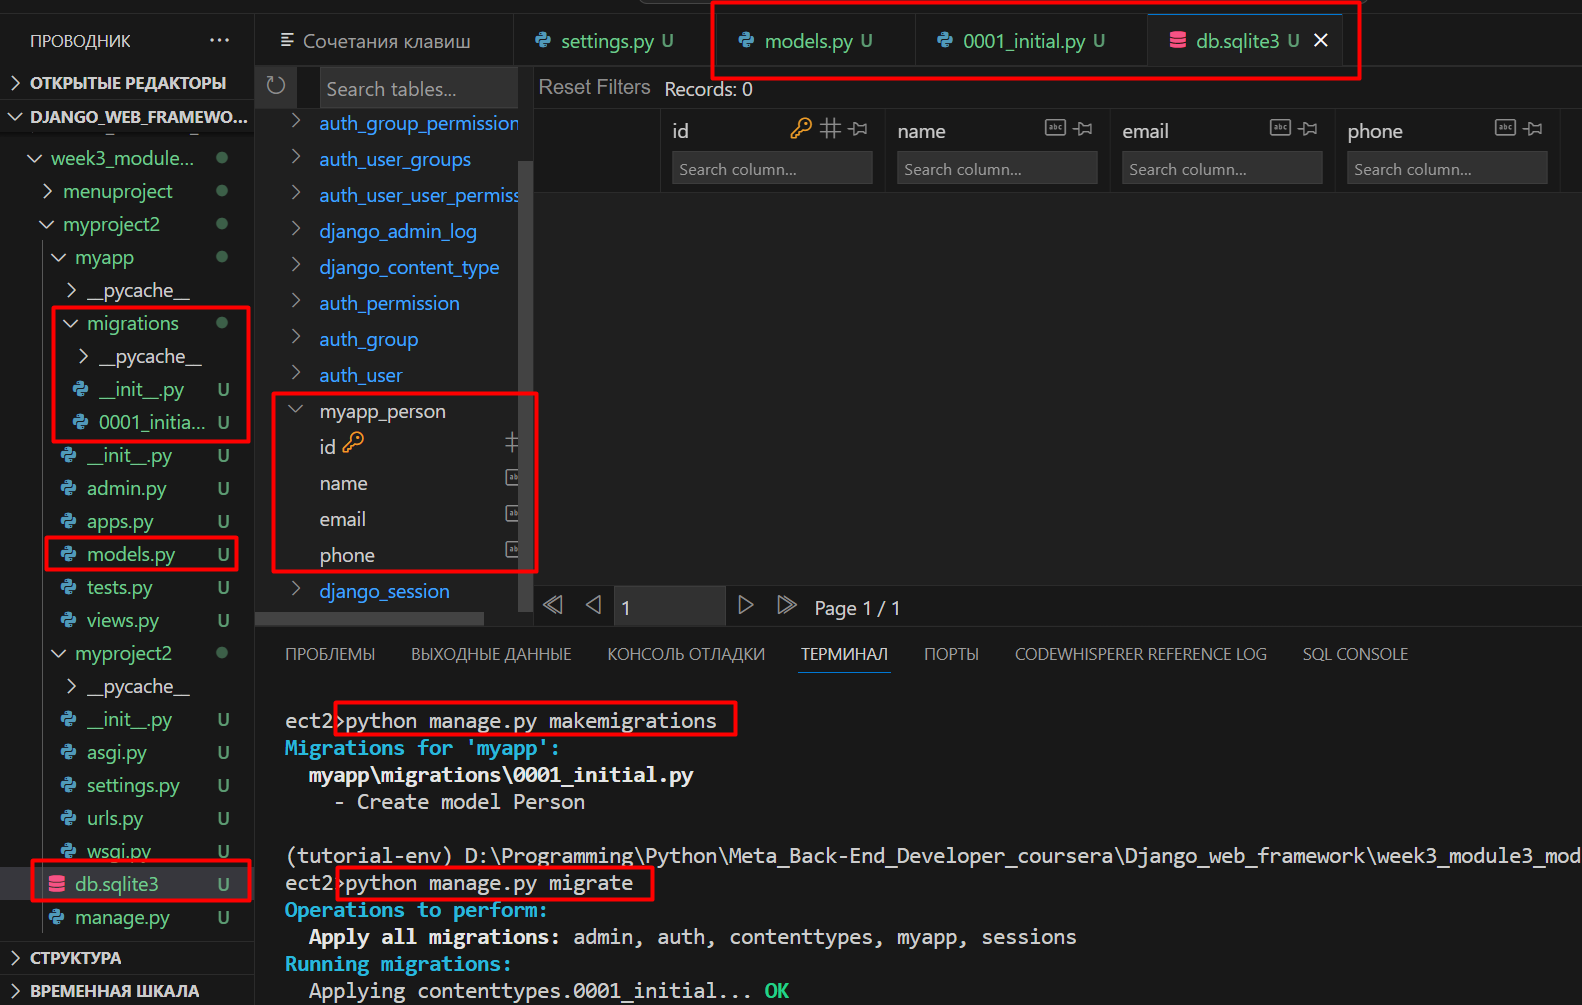 ПРОВОДНИК ···
ОТКРЫТЫЕ РЕДАКТОРЫ
DJANGO_WEB_FRAMEWO...
week3_module...
menuproject
myproject2
myapp
__pycache__
migrations
__pycache__
__init__.py U
0001_initia... U
__init__.py U
admin.py U
apps.py U
models.py U
tests.py U
views.py U
myproject2
__pycache__
__init__.py U
asgi.py U
settings.py U
urls.py U
wsgi.py U
db.sqlite3 U
manage.py U
СТРУКТУРА
ВРЕМЕННАЯ ШКАЛА
Сочетания клавиш
settings.py U
models.py U
0001_initial.py U
db.sqlite3 U
Search tables...
auth_group_permission
auth_user_groups
auth_user_user_permiss
django_admin_log
django_content_type
auth_permission
auth_group
auth_user
myapp_person
id
name
email
phone
django_session
Reset Filters Records: 0
id name email phone
abc abc abc
Search column... Search column... Search column... Search column...
1 Page 1 / 1
ПРОБЛЕМЫ ВЫХОДНЫЕ ДАННЫЕ КОНСОЛЬ ОТЛАДКИ ТЕРМИНАЛ ПОРТЫ CODEWHISPERER REFERENCE LOG SQL CONSOLE
ect2>python manage.py makemigrations
Migrations for 'myapp':
myapp\migrations\0001_initial.py
- Create model Person
(tutorial-env) D:\Programming\Python\Meta_Back-End_Developer_coursera\Django_web_framework\week3_module3_mod
ect2>python manage.py migrate
Operations to perform:
Apply all migrations: admin, auth, contenttypes, myapp, sessions
Running migrations:
Applying contenttypes.0001_initial... OK